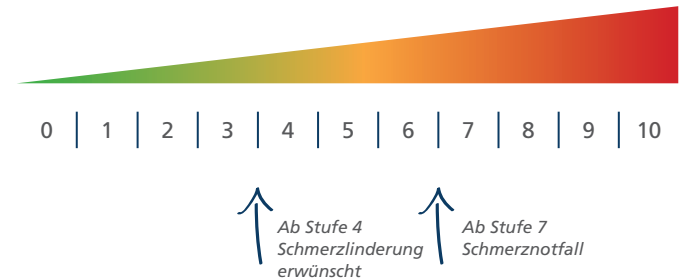 0 | 1 | 2 | 3 | 4 | 5 | 6 | 7 | 8 | 9 | 10
Ab Stufe 4
Schmerzlinderung
erwünscht
Ab Stufe 7
Schmerznotfall